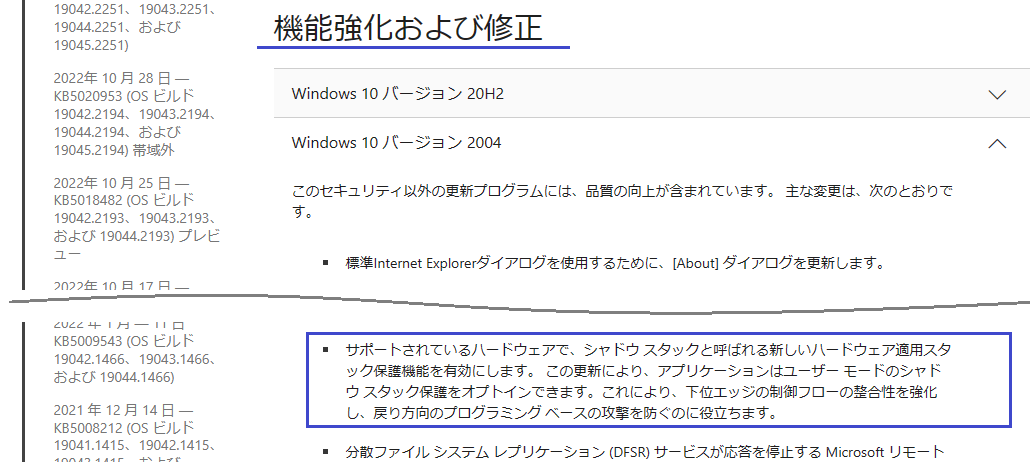 19042.2251、19043.2251、
19044.2251、および
19045.2251)
2022年 10 月 28 日 —
KB5020953 (OS ビルド
19042.2194、19043.2194、
19044.2194、および
19045.2194) 帯域外
2022年 10 月 25 日 —
KB5018482 (OS ビルド
19042.2193、19043.2193、
および 19044.2193) プレビ
ュー
2022年 10 月 17 日 —
2022 年 1 月 — 11 日
KB5009543 (OS ビルド
19042.1466、19043.1466、
および 19044.1466)
2021 年 12 月 14 日 —
KB5008212 (OS ビルド
19041.1415、19042.1415、
19043.1415、および
機能強化および修正
Windows 10 バージョン 20H2
Windows 10 バージョン 2004
このセキュリティ以外の更新プログラムには、品質の向上が含まれています。 主な変更は、次のとおりで
す。
▪ 標準Internet Explorerダイアログを使用するために、[About] ダイアログを更新します。
▪ サポートされているハードウェアで、シャドウ スタックと呼ばれる新しいハードウェア適用スタ
ック保護機能を有効にします。 この更新により、アプリケーションはユーザー モードのシャド
ウ スタック保護をオプトインできます。これにより、下位エッジの制御フローの整合性を強化
し、戻り方向のプログラミング ベースの攻撃を防ぐのに役立ちます。
▪ 分散ファイル システム レプリケーション (DFSR) サービスが応答を停止する Microsoft リモート